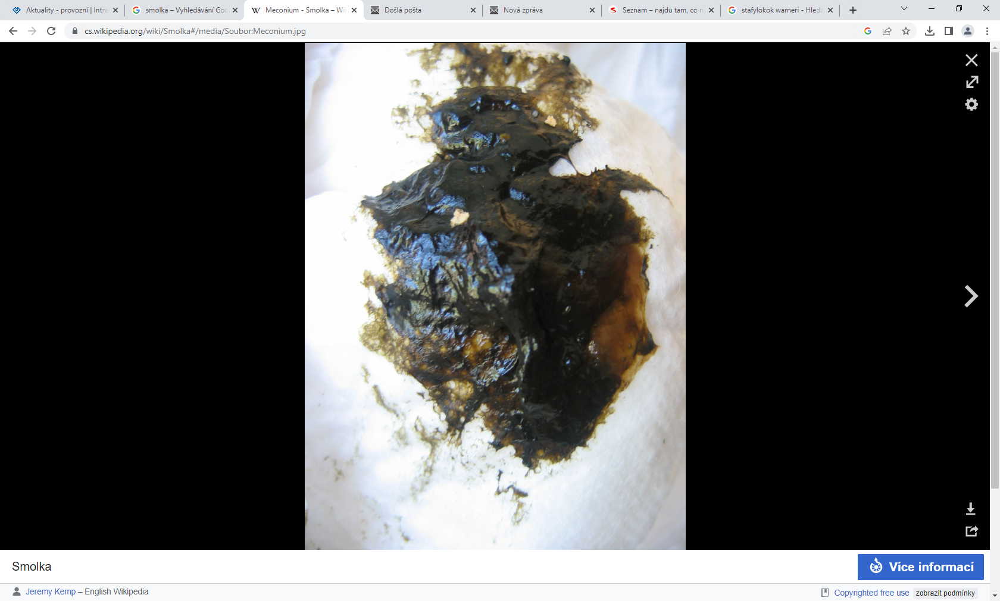 Aktuality - provozní | Intra
smolka – Vyhledávání Goo
Meconium - Smolka – Wi
Došlá pošta
Nová zpráva
Seznam – najdu tam, co n
stafylokok warneri - Hled
cs.wikipedia.org/wiki/Smolka#/media/Soubor:Meconium.jpg
Smolka
Více informací
Jeremy Kemp – English Wikipedia
Copyrighted free use zobrazit podmínky